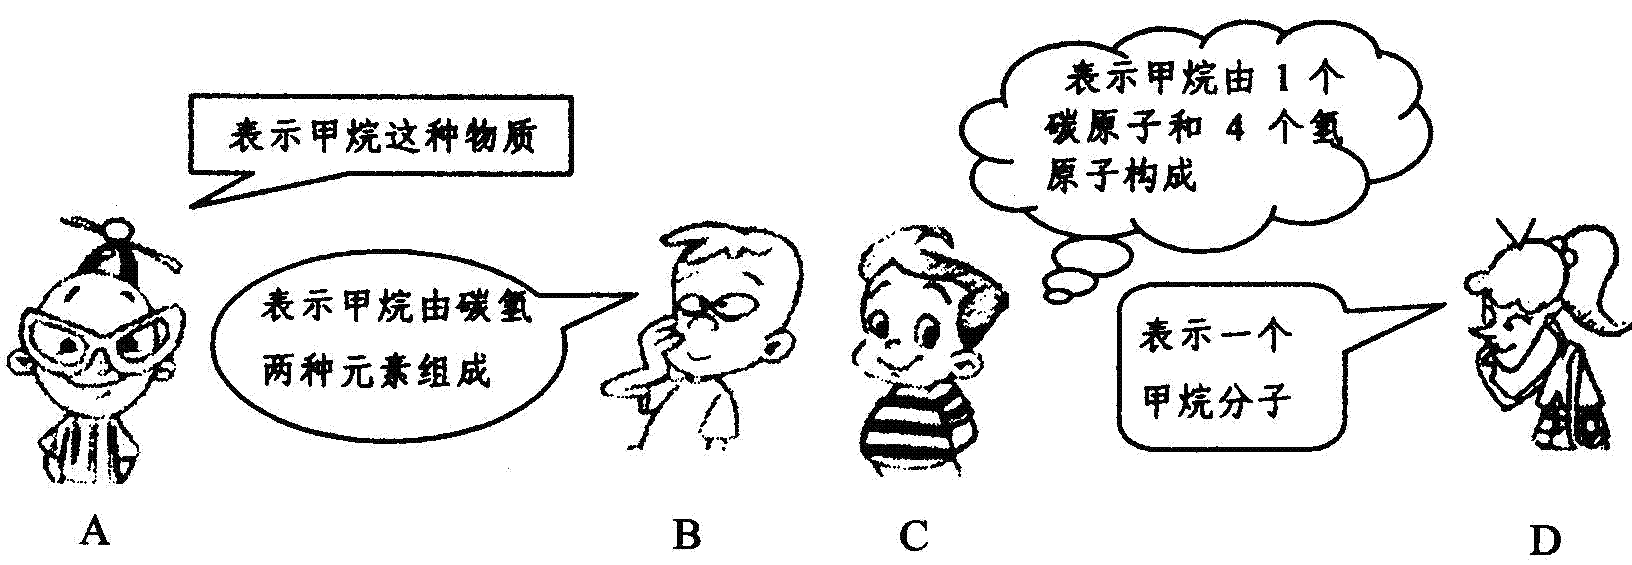 表示甲烷这种物质
表示甲烷由碳氢
两种元素组成
表示甲烷由 1 个
碳原子和 4 个氢
原子构成
表示一个
甲烷分子
A
B
C
D